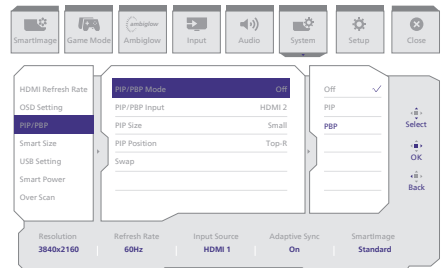 ambiglow
SmartImage Game Mode Ambiglow Input Audio System Setup Close
HDMI Refresh Rate
OSD Setting
PIP/PBP
Smart Size
USB Setting
Smart Power
Over Scan
PIP/PBP Mode Off
PIP/PBP Input HDMI 2
PIP Size Small
PIP Position Top-R
Swap
Off
PIP
PBP
Select
OK
Back
Resolution Refresh Rate Input Source Adaptive Sync SmartImage
3840x2160 60Hz HDMI 1 On Standard